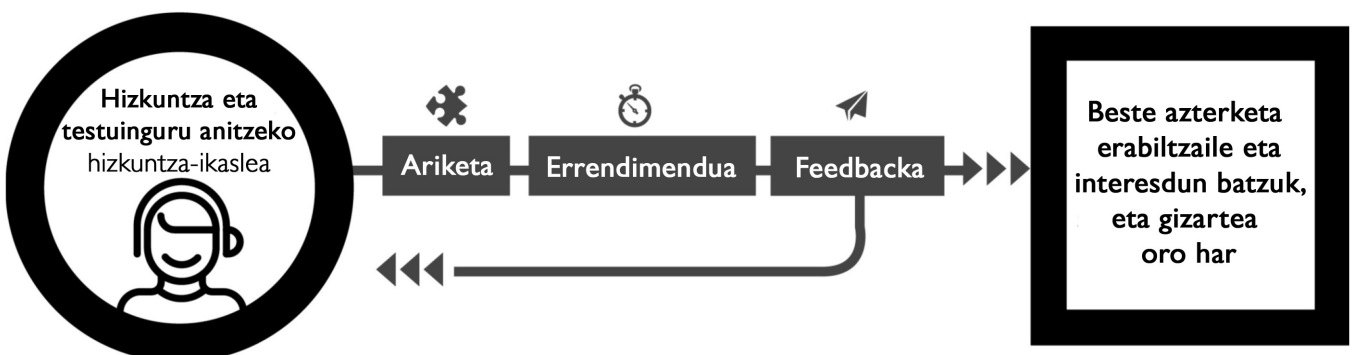 Hizkuntza eta
testuinguru anitzeko
hizkuntza-ikaslea
Ariketa
Errendimendua
Feedbacka
Beste azterketa
erabiltzaile eta
interesdun batzuk,
eta gizartea
oro har